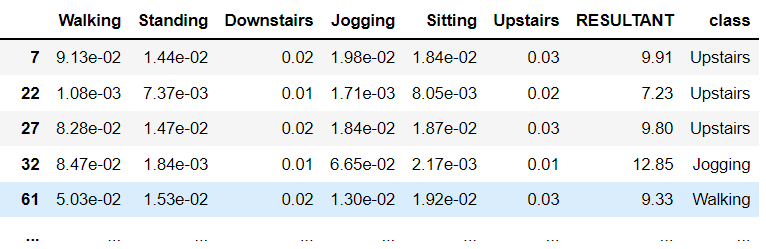 Walking Standing Downstairs Jogging Sitting Upstairs RESULTANT class
7 9.13e-02 1.44e-02 0.02 1.98e-02 1.84e-02 0.03 9.91 Upstairs
22 1.08e-03 7.37e-03 0.01 1.71e-03 8.05e-03 0.02 7.23 Upstairs
27 8.28e-02 1.47e-02 0.02 1.84e-02 1.87e-02 0.03 9.80 Upstairs
32 8.47e-02 1.84e-03 0.01 6.65e-02 2.17e-03 0.01 12.85 Jogging
61 5.03e-02 1.53e-02 0.02 1.30e-02 1.92e-02 0.03 9.33 Walking
... ... ... ... ... ... ... ... ...